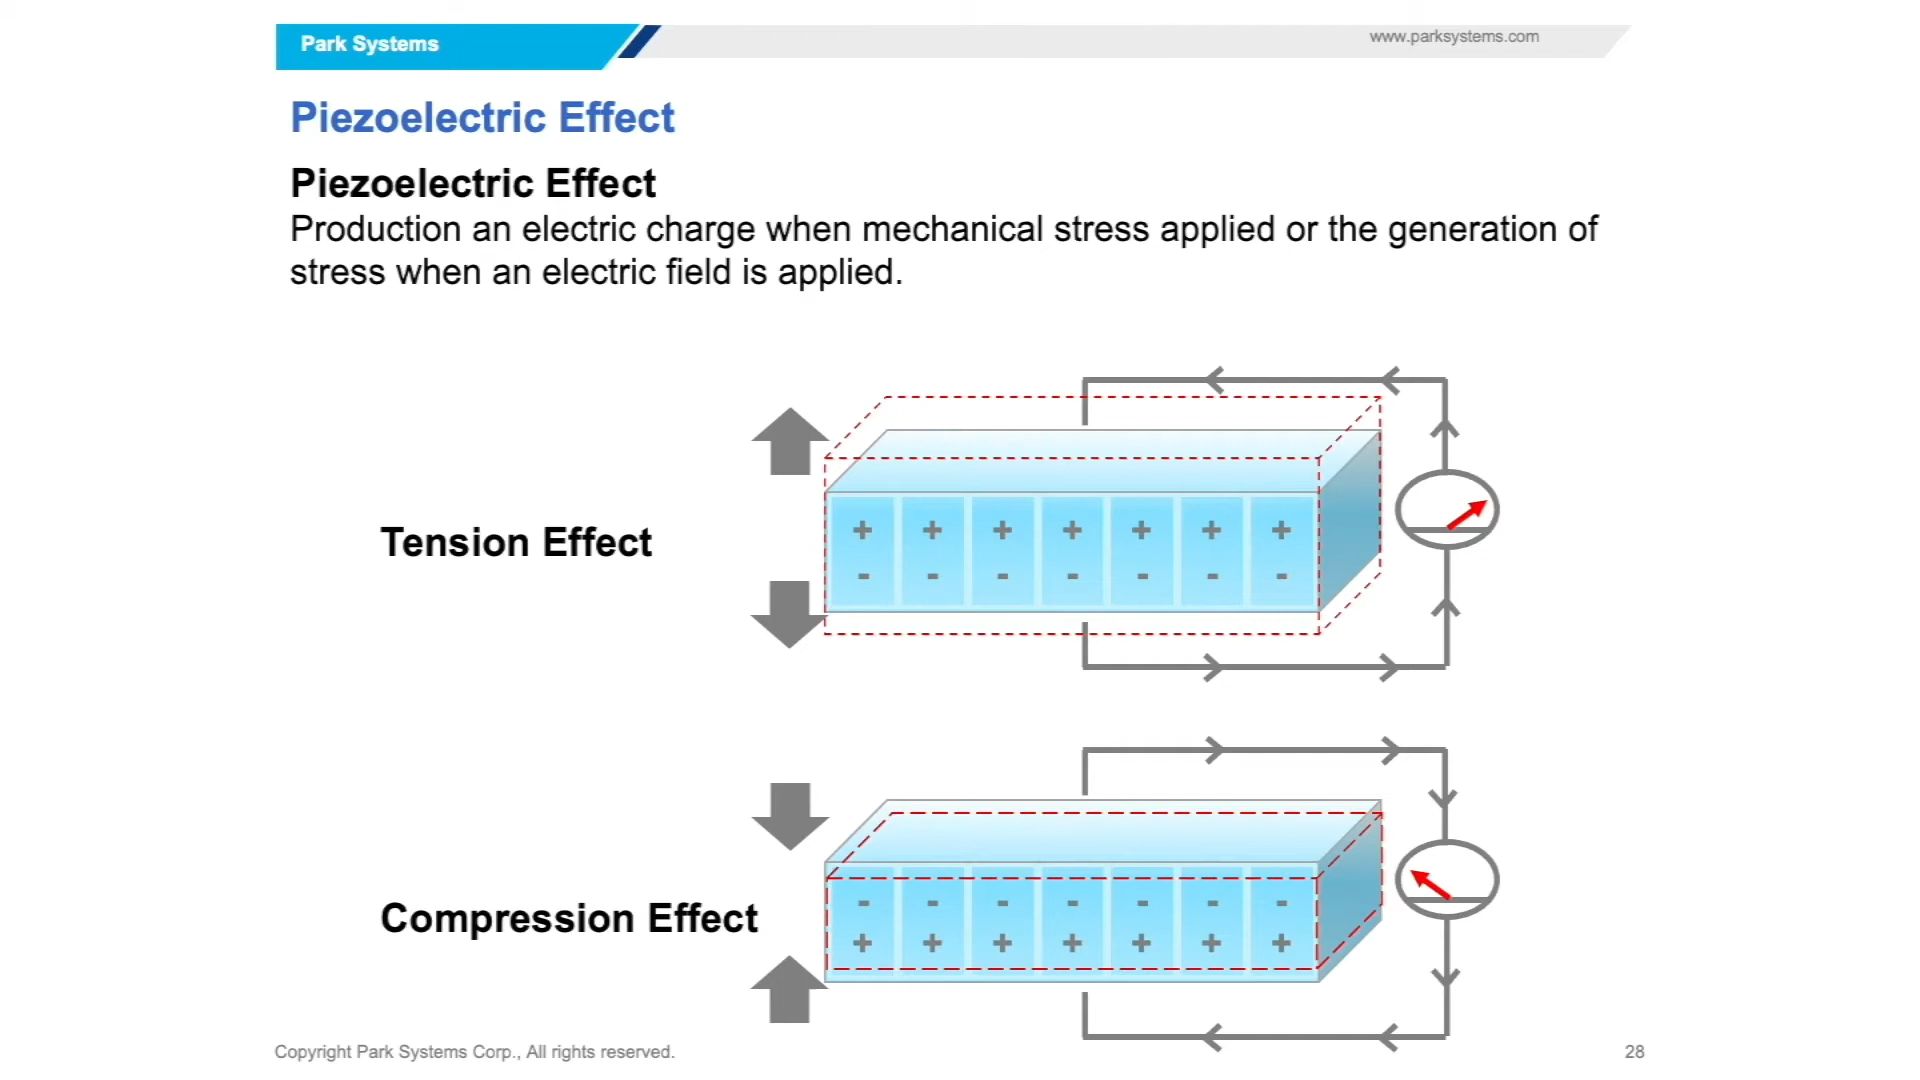 Park Systems
www.parksystems.com
Piezoelectric Effect
Piezoelectric Effect
Production an electric charge when mechanical stress applied or the generation of
stress when an electric field is applied.
Tension Effect
+ + + + + + +
- - - - - - -
Compression Effect
- - - - - - -
+ + + + + + +
Copyright Park Systems Corp., All rights reserved.
28